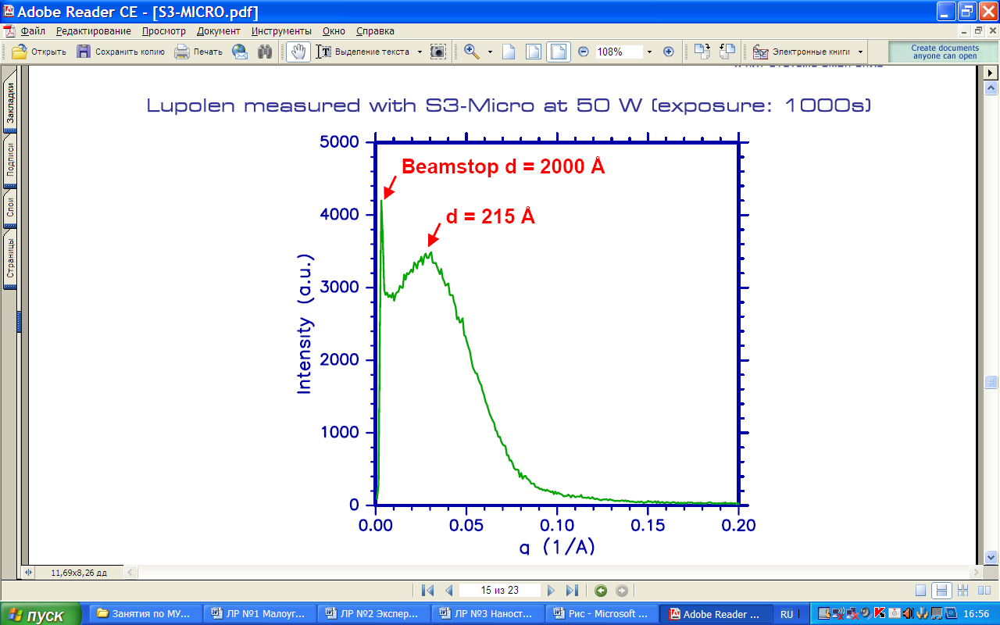 Adobe Reader CE - [S3-MICRO.pdf]
Файл Редактирование Просмотр Документ Инструменты Окно Справка
Открыть Сохранить копию Печать Выделение текста 108% Электронные книги Create documents
anyone can open
Закладки
Подписи
Слои
Страницы
Lupolen measured with S3-Micro at 50 W (exposure: 1000s)
5000
4000
3000
2000
1000
0
Intensity (a.u.)
Beamstop d = 2000 Å
d = 215 Å
0.00 0.05 0.10 0.15 0.20
q (1/A)
11,69x8,26 дд
15 из 23
пуск Занятия по МУ... ЛР №1 Малоуг... ЛР №2 Экспер... ЛР №3 Наност... Рис - Microsoft ... Adobe Reader ... RU 16:56